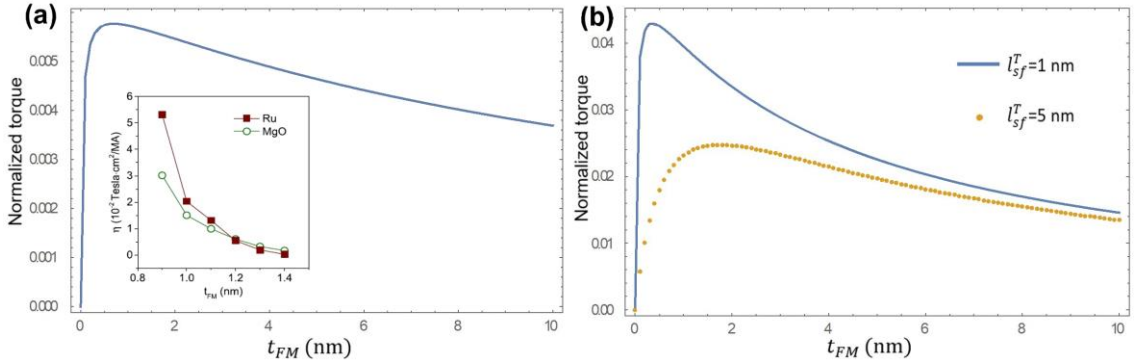 (a)
Normalized torque
0.005
0.004
0.003
0.002
0.001
0.000
0
2
4
6
8
10
t_FM (nm)
6
5
4
3
2
1
0
η (10⁻² Tesla cm²/MA)
Ru
MgO
0.8
1.0
1.2
1.4
t_FM (nm)
(b)
Normalized torque
0.04
0.03
0.02
0.01
0.00
0
2
4
6
8
10
t_FM (nm)
l_sf^T=1 nm
l_sf^T=5 nm